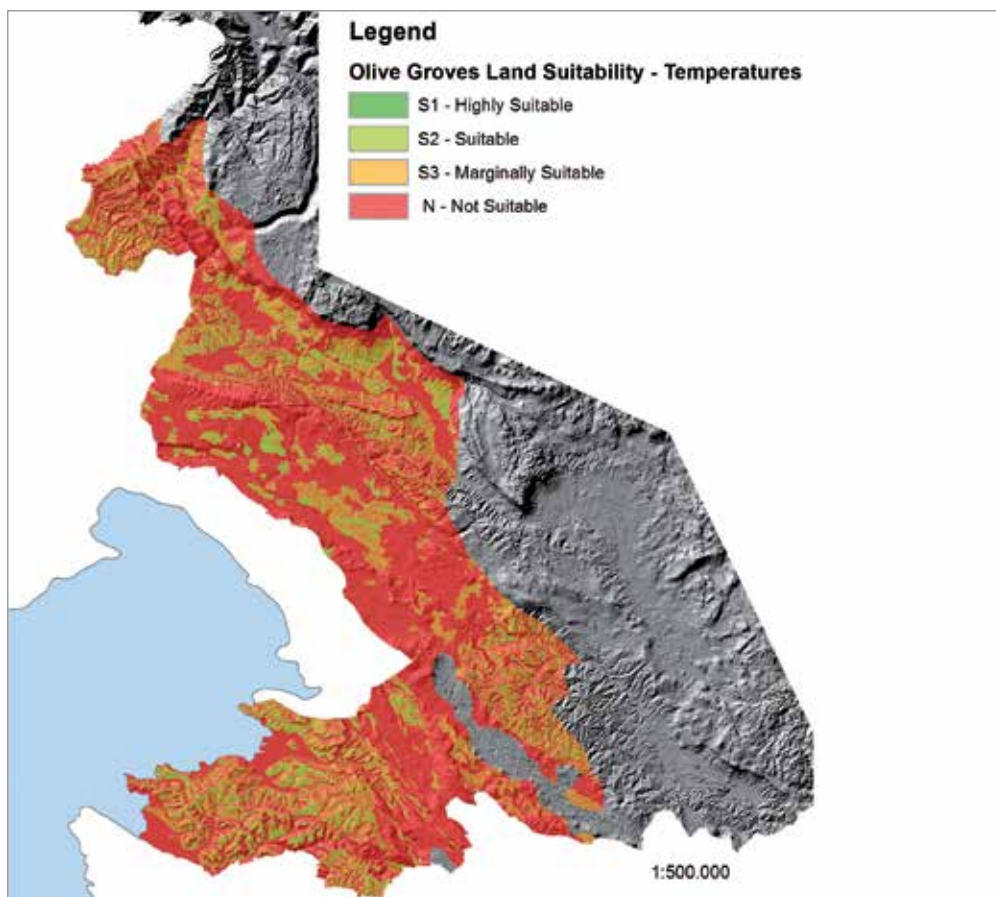 Legend
Olive Groves Land Suitability - Temperatures
S1 - Highly Suitable
S2 - Suitable
S3 - Marginally Suitable
N - Not Suitable
1:500.000